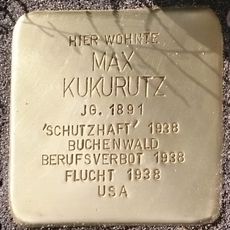 HIER WOHNTE
MAX
KUKURUTZ
JG. 1891
'SCHUTZHAFT' 1938
BUCHENWALD
BERUFSVERBOT 1938
FLUCHT 1938
USA